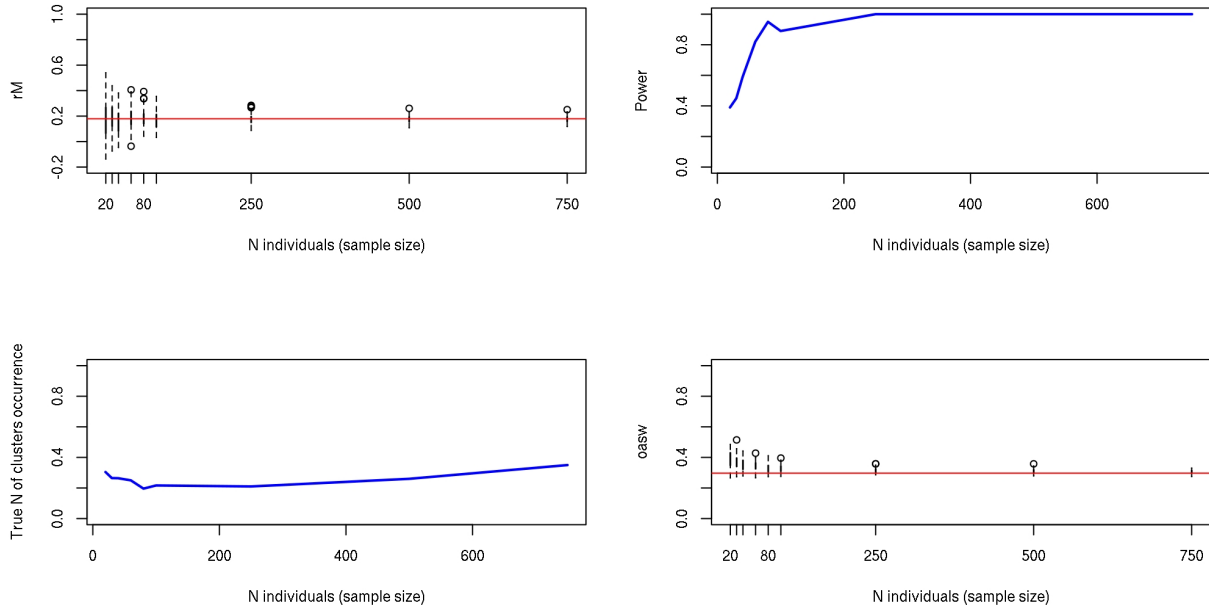 rM
1.0
0.6
0.2
-0.2
20 80 250 500 750
N individuals (sample size)
Power
0.8
0.4
0.0
0 200 400 600
N individuals (sample size)
True N of clusters occurrence
0.8
0.4
0.0
0 200 400 600
N individuals (sample size)
oasw
0.8
0.4
0.0
20 80 250 500 750
N individuals (sample size)